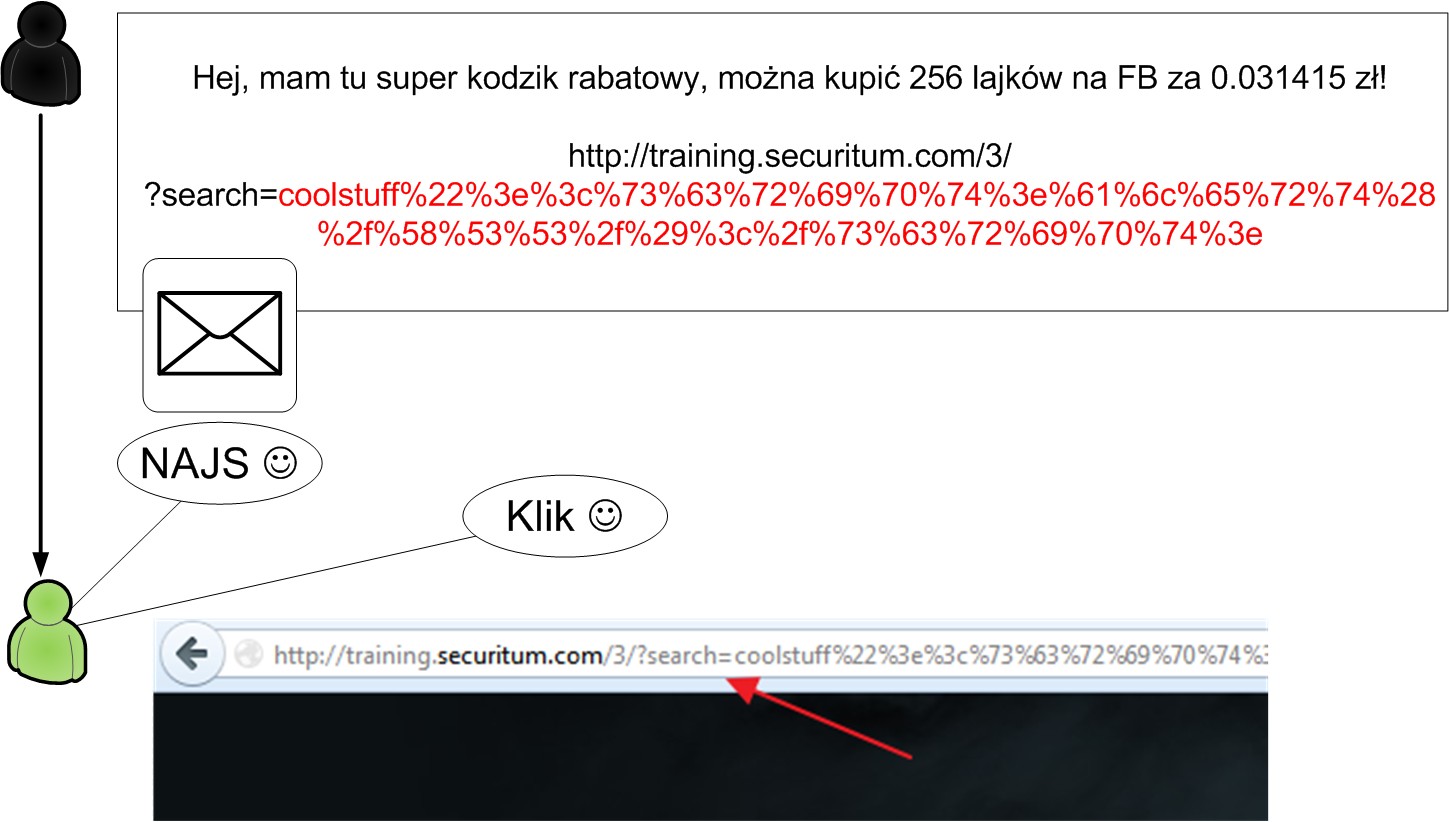 Hej, mam tu super kodzik rabatowy, można kupić 256 lajków na FB za 0.031415 zł!
http://training.securitum.com/3/
?search=coolstuff%22%3e%3c%73%63%72%69%70%74%3e%61%6c%65%72%74%28
%2f%58%53%53%2f%29%3c%2f%73%63%72%69%70%74%3e
NAJS ☺
Klik ☺
http://training.securitum.com/3/?search=coolstuff%22%3e%3c%73%63%72%69%70%74%3